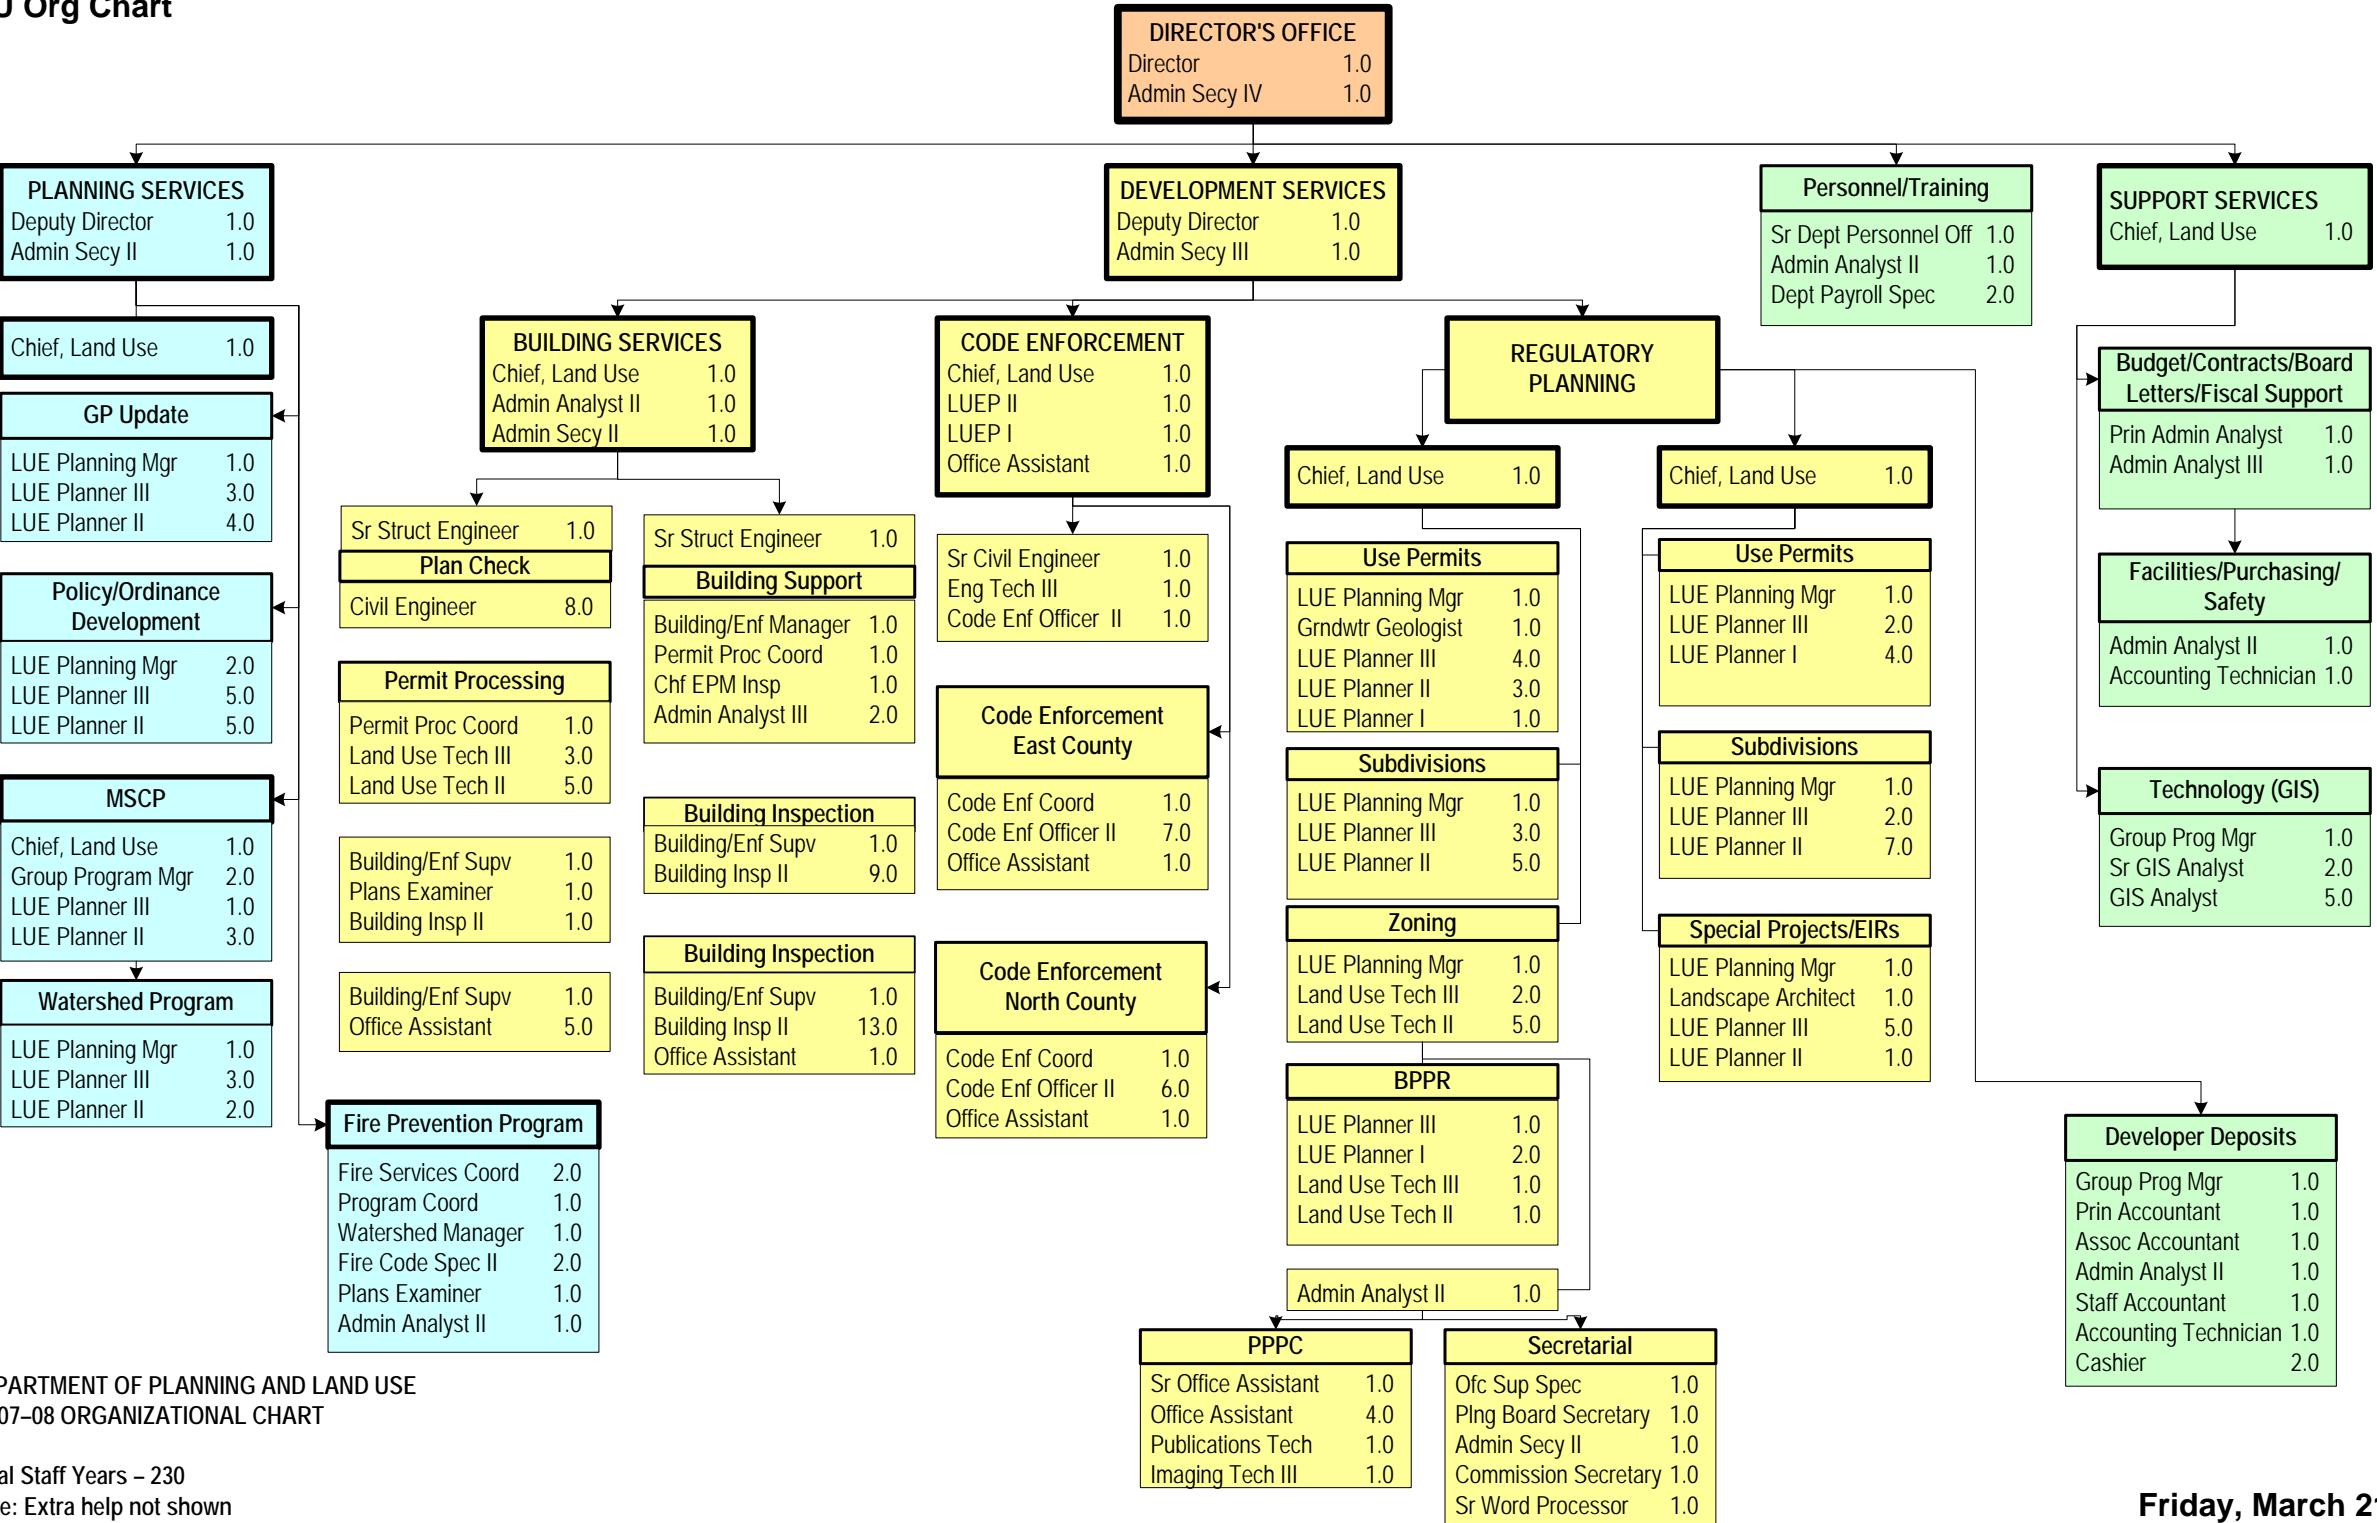 Org Chart
DIRECTOR'S OFFICE
Director 1.0
Admin Secy IV 1.0
PLANNING SERVICES
Deputy Director 1.0
Admin Secy II 1.0
DEVELOPMENT SERVICES
Deputy Director 1.0
Admin Secy III 1.0
Personnel/Training
Sr Dept Personnel Off 1.0
Admin Analyst II 1.0
Dept Payroll Spec 2.0
SUPPORT SERVICES
Chief, Land Use 1.0
Chief, Land Use 1.0
GP Update
LUE Planning Mgr 1.0
LUE Planner III 3.0
LUE Planner II 4.0
Policy/Ordinance
Development
LUE Planning Mgr 2.0
LUE Planner III 5.0
LUE Planner II 5.0
MSCP
Chief, Land Use 1.0
Group Program Mgr 2.0
LUE Planner III 1.0
LUE Planner II 3.0
Watershed Program
LUE Planning Mgr 1.0
LUE Planner III 3.0
LUE Planner II 2.0
Fire Prevention Program
Fire Services Coord 2.0
Program Coord 1.0
Watershed Manager 1.0
Fire Code Spec II 2.0
Plans Examiner 1.0
Admin Analyst II 1.0
BUILDING SERVICES
Chief, Land Use 1.0
Admin Analyst II 1.0
Admin Secy II 1.0
Sr Struct Engineer 1.0
Plan Check
Civil Engineer 8.0
Permit Processing
Permit Proc Coord 1.0
Land Use Tech III 3.0
Land Use Tech II 5.0
Building/Enf Supv 1.0
Plans Examiner 1.0
Building Insp II 1.0
Building/Enf Supv 1.0
Office Assistant 5.0
Sr Struct Engineer 1.0
Building Support
Building/Enf Manager 1.0
Permit Proc Coord 1.0
Chf EPM Insp 1.0
Admin Analyst III 2.0
Building Inspection
Building/Enf Supv 1.0
Building Insp II 9.0
Building Inspection
Building/Enf Supv 1.0
Building Insp II 13.0
Office Assistant 1.0
CODE ENFORCEMENT
Chief, Land Use 1.0
LUEP II 1.0
LUEP I 1.0
Office Assistant 1.0
Sr Civil Engineer 1.0
Eng Tech III 1.0
Code Enf Officer II 1.0
Code Enforcement
East County
Code Enf Coord 1.0
Code Enf Officer II 7.0
Office Assistant 1.0
Code Enforcement
North County
Code Enf Coord 1.0
Code Enf Officer II 6.0
Office Assistant 1.0
REGULATORY
PLANNING
Chief, Land Use 1.0
Use Permits
LUE Planning Mgr 1.0
Grndwtr Geologist 1.0
LUE Planner III 4.0
LUE Planner II 3.0
LUE Planner I 1.0
Subdivisions
LUE Planning Mgr 1.0
LUE Planner III 3.0
LUE Planner II 5.0
Zoning
LUE Planning Mgr 1.0
Land Use Tech III 2.0
Land Use Tech II 5.0
BPPR
LUE Planner III 1.0
LUE Planner I 2.0
Land Use Tech III 1.0
Land Use Tech II 1.0
Admin Analyst II 1.0
PPPC
Sr Office Assistant 1.0
Office Assistant 4.0
Publications Tech 1.0
Imaging Tech III 1.0
Secretarial
Ofc Sup Spec 1.0
Plng Board Secretary 1.0
Admin Secy II 1.0
Commission Secretary 1.0
Sr Word Processor 1.0
Chief, Land Use 1.0
Use Permits
LUE Planning Mgr 1.0
LUE Planner III 2.0
LUE Planner I 4.0
Subdivisions
LUE Planning Mgr 1.0
LUE Planner III 2.0
LUE Planner II 7.0
Special Projects/EIRs
LUE Planning Mgr 1.0
Landscape Architect 1.0
LUE Planner III 5.0
LUE Planner II 1.0
Budget/Contracts/Board
Letters/Fiscal Support
Prin Admin Analyst 1.0
Admin Analyst III 1.0
Facilities/Purchasing/
Safety
Admin Analyst II 1.0
Accounting Technician 1.0
Technology (GIS)
Group Prog Mgr 1.0
Sr GIS Analyst 2.0
GIS Analyst 5.0
Developer Deposits
Group Prog Mgr 1.0
Prin Accountant 1.0
Assoc Accountant 1.0
Admin Analyst II 1.0
Staff Accountant 1.0
Accounting Technician 1.0
Cashier 2.0
PARTMENT OF PLANNING AND LAND USE
07–08 ORGANIZATIONAL CHART
al Staff Years – 230
e: Extra help not shown
Friday, March 2